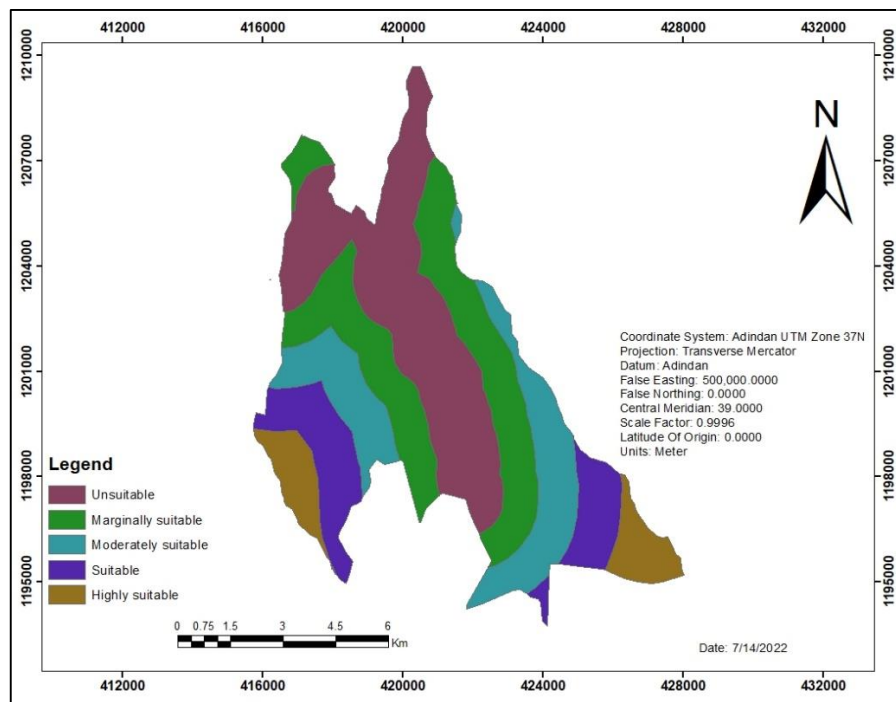 412000 416000 420000 424000 428000 432000
1210000 1210000
N
1207000 1207000
1204000 1204000
Coordinate System: Adindan UTM Zone 37N
Projection: Transverse Mercator
Datum: Adindan
False Easting: 500,000.0000
False Northing: 0.0000
Central Meridian: 39.0000
Scale Factor: 0.9996
Latitude Of Origin: 0.0000
Units: Meter
1201000 1201000
Legend
Unsuitable
Marginally suitable
Moderately suitable
Suitable
Highly suitable
1198000 1198000
1195000 1195000
0 0.75 1.5 3 4.5 6
Km
Date: 7/14/2022
412000 416000 420000 424000 428000 432000